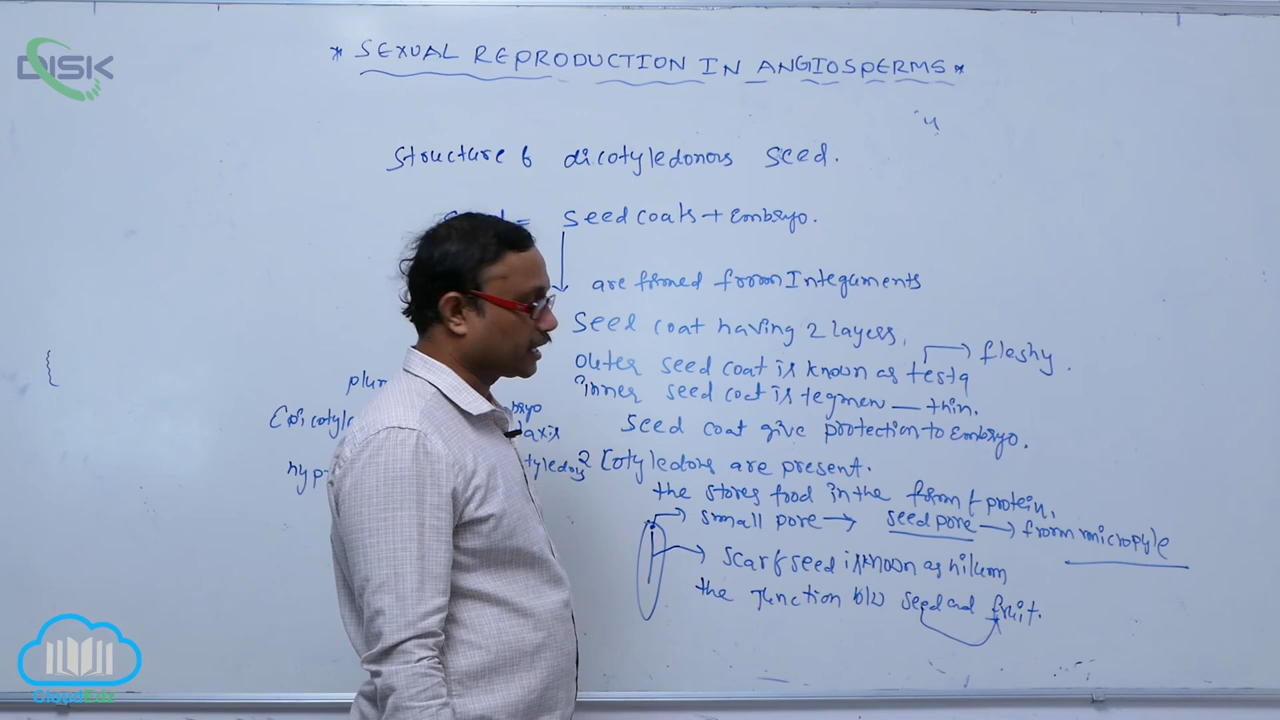 DISK
* SEXUAL REPRODUCTION IN ANGIOSPERMS *
Structure of dicotyledonous seed.
= seed coats + Embryo.
are formed from Integuments
seed coat having 2 layers.
outer seed coat is known as testa → fleshy.
inner seed coat is tegmen — thin.
seed coat give protection to Embryo.
axis
2 Cotyledons are present.
the stores food in the form of protein.
small pore → seed pore → from micropyle
scar of seed is known as hilum
the junction b/w seed and fruit.
CloudEdz